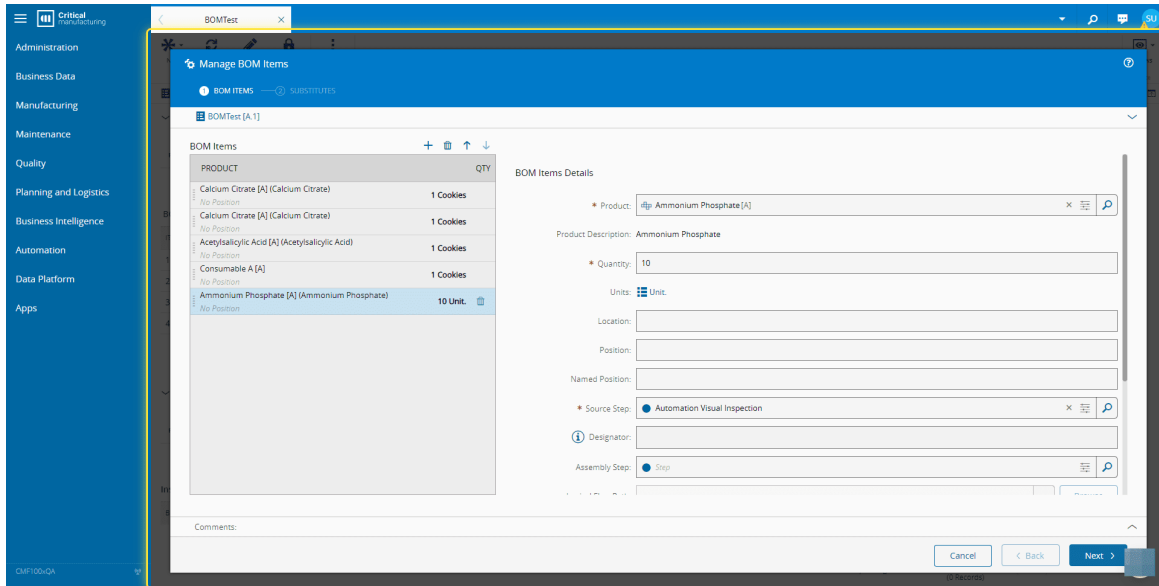 Critical
manufacturing
BOMTest
SU
Administration
Business Data
Manufacturing
Maintenance
Quality
Planning and Logistics
Business Intelligence
Automation
Data Platform
Apps
CMF100sQA
Manage BOM Items
1 BOM ITEMS
2 SUBSTITUTES
BOMTest [A.1]
BOM Items
PRODUCT QTY
Calcium Citrate [A] (Calcium Citrate) 1 Cookies
No Position
Calcium Citrate [A] (Calcium Citrate) 1 Cookies
No Position
Acetylsalicylic Acid [A] (Acetylsalicylic Acid) 1 Cookies
No Position
Consumable A [A] 1 Cookies
No Position
Ammonium Phosphate [A] (Ammonium Phosphate) 10 Unit.
No Position
BOM Items Details
* Product: Ammonium Phosphate [A]
Product Description: Ammonium Phosphate
* Quantity: 10
Units: Unit.
Location:
Position:
Named Position:
* Source Step: Automation Visual Inspection
Designator:
Assembly Step: Step
Comments:
Cancel
Back
Next
(0 Records)